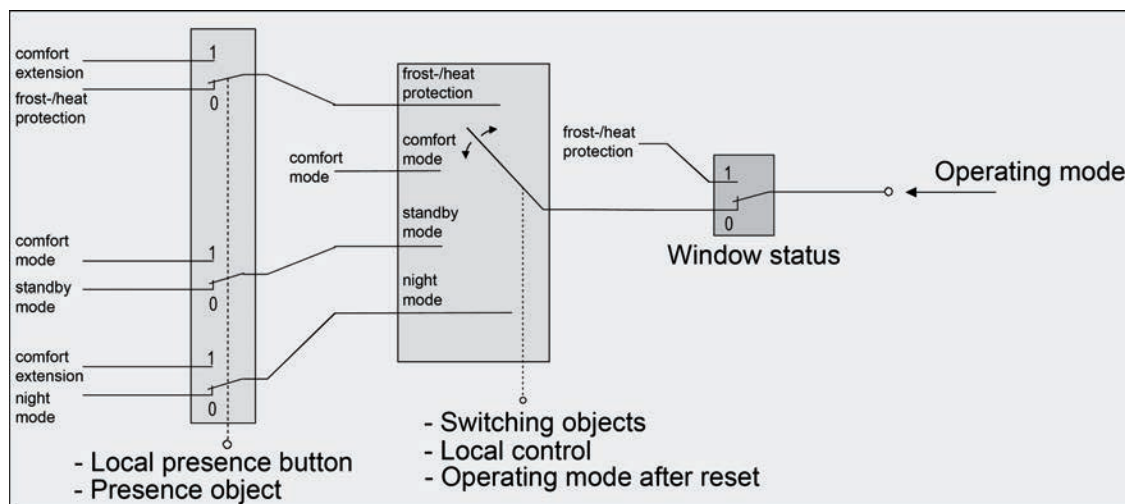 comfort
extension
1
frost-/heat
protection
0
comfort
mode
1
standby
mode
0
comfort
extension
1
night
mode
0
- Local presence button
- Presence object
frost-/heat
protection
comfort
mode
comfort
mode
standby
mode
night
mode
- Switching objects
- Local control
- Operating mode after reset
frost-/heat
protection
1
0
Window status
Operating mode